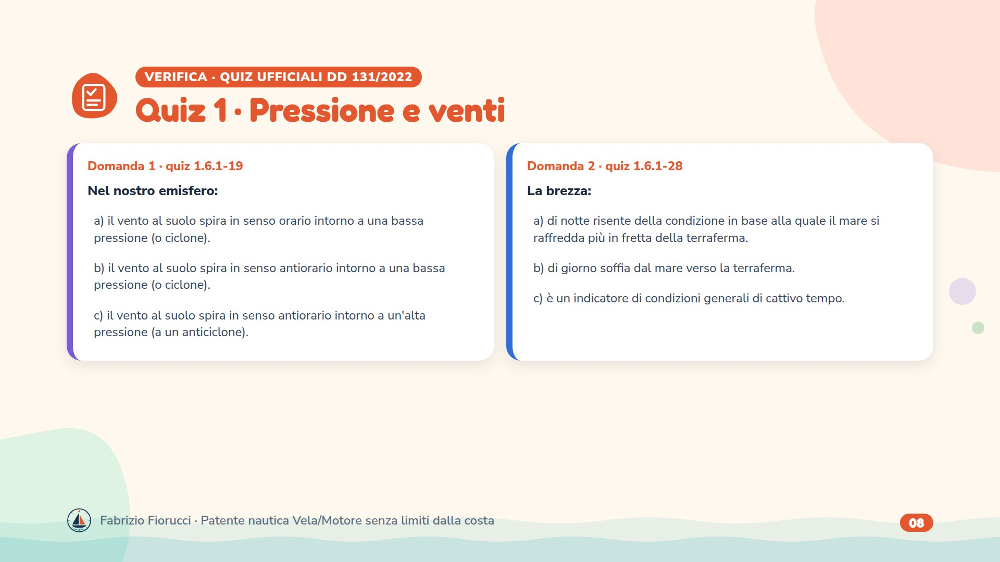 VERIFICA · QUIZ UFFICIALI DD 131/2022
Quiz 1 · Pressione e venti
Domanda 1 · quiz 1.6.1-19
Nel nostro emisfero:
a) il vento al suolo spira in senso orario intorno a una bassa
pressione (o ciclone).
b) il vento al suolo spira in senso antiorario intorno a una bassa
pressione (o ciclone).
c) il vento al suolo spira in senso antiorario intorno a un'alta
pressione (a un anticiclone).
Domanda 2 · quiz 1.6.1-28
La brezza:
a) di notte risente della condizione in base alla quale il mare si
raffredda più in fretta della terraferma.
b) di giorno soffia dal mare verso la terraferma.
c) è un indicatore di condizioni generali di cattivo tempo.
Fabrizio Fiorucci · Patente nautica Vela/Motore senza limiti dalla costa
08